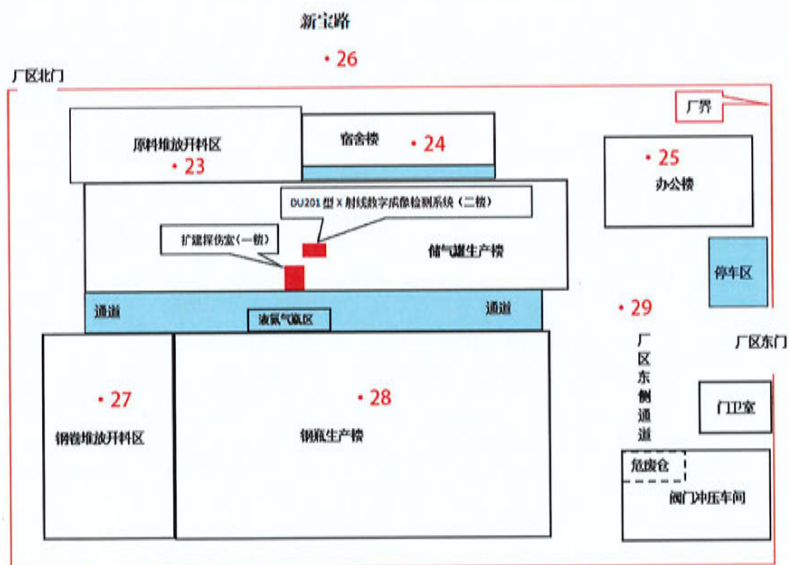 新宝路
• 26
厂区北门
厂界
原料堆放开料区
• 23
宿舍楼
• 24
• 25
办公楼
DU201型X射线数字成像检测系统（二楼）
扩建探伤室(一楼)
储气罐生产楼
停车区
通道
液氩气瓶区
通道
• 29
厂区东侧通道
厂区东门
• 27
钢卷堆放开料区
• 28
钢瓶生产楼
门卫室
危废仓
阀门冲压车间